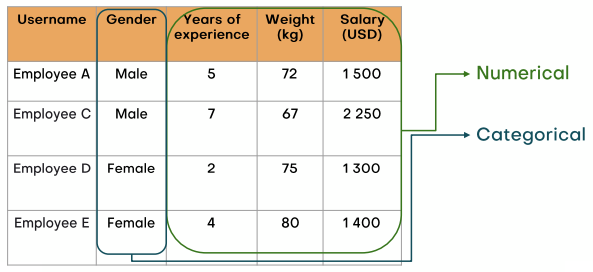 Username Gender Years of experience Weight (kg) Salary (USD)
Employee A Male 5 72 1 500
Numerical
Employee C Male 7 67 2 250
Categorical
Employee D Female 2 75 1 300
Employee E Female 4 80 1 400